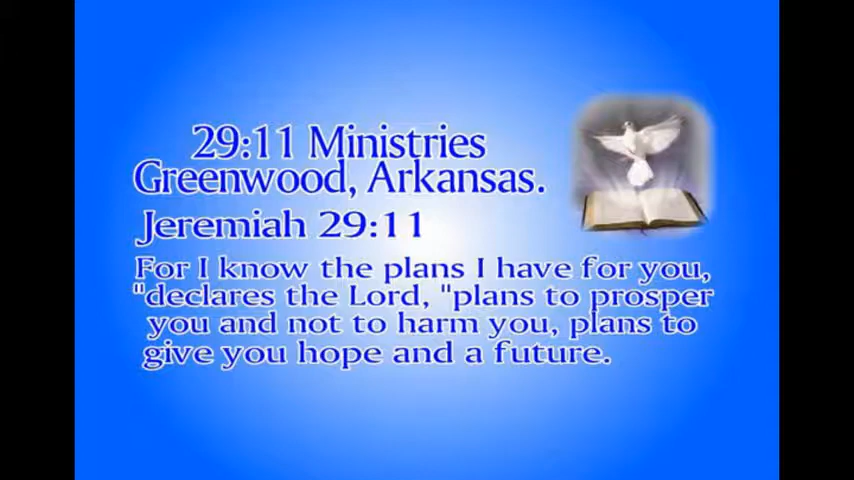 29:11 Ministries
Greenwood, Arkansas.
Jeremiah 29:11
For I know the plans I have for you,
"declares the Lord, "plans to prosper
you and not to harm you, plans to
give you hope and a future.